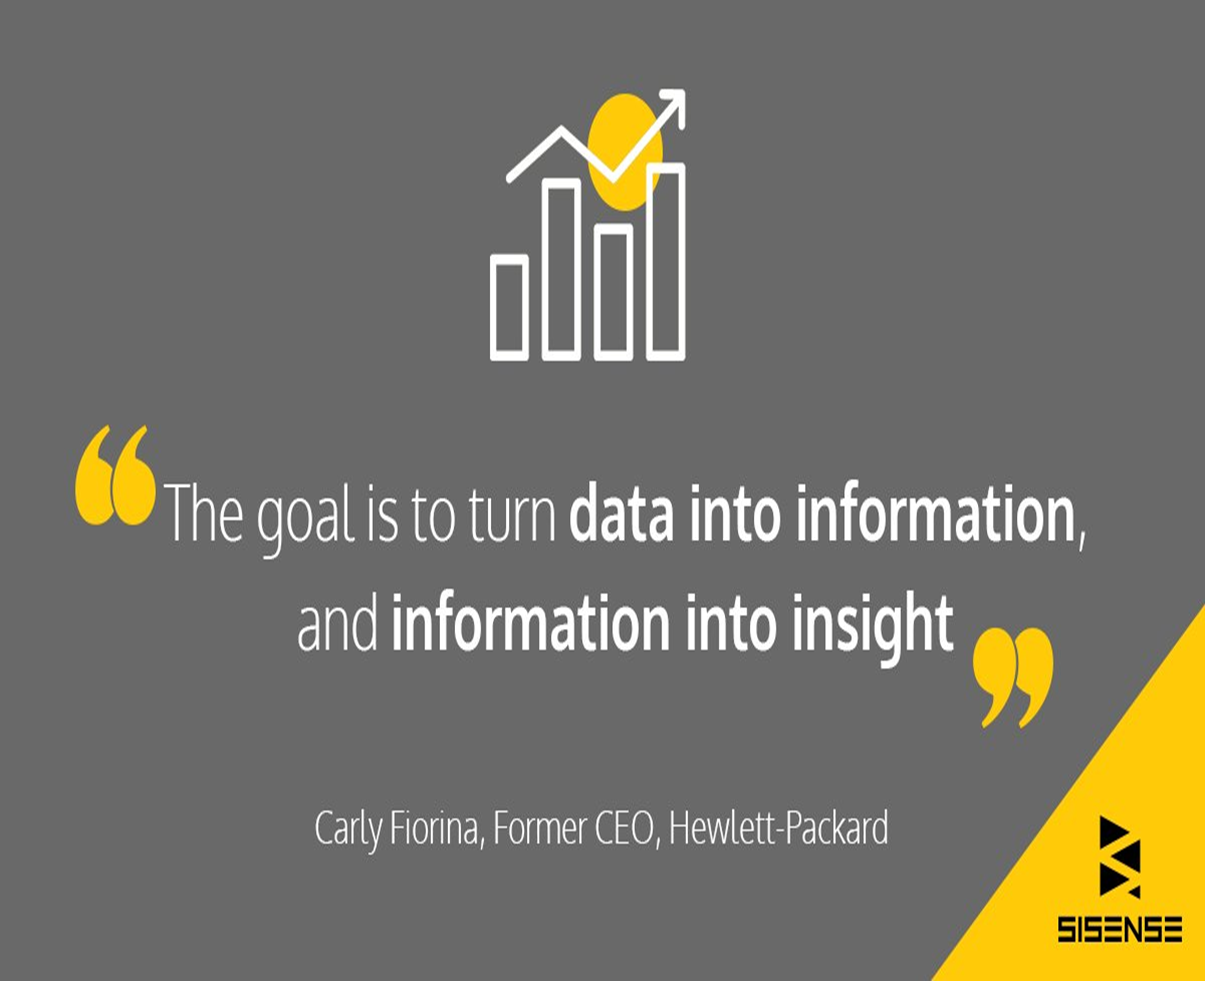 “The goal is to turn data into information,
and information into insight”
Carly Fiorina, Former CEO, Hewlett-Packard
SISENSE